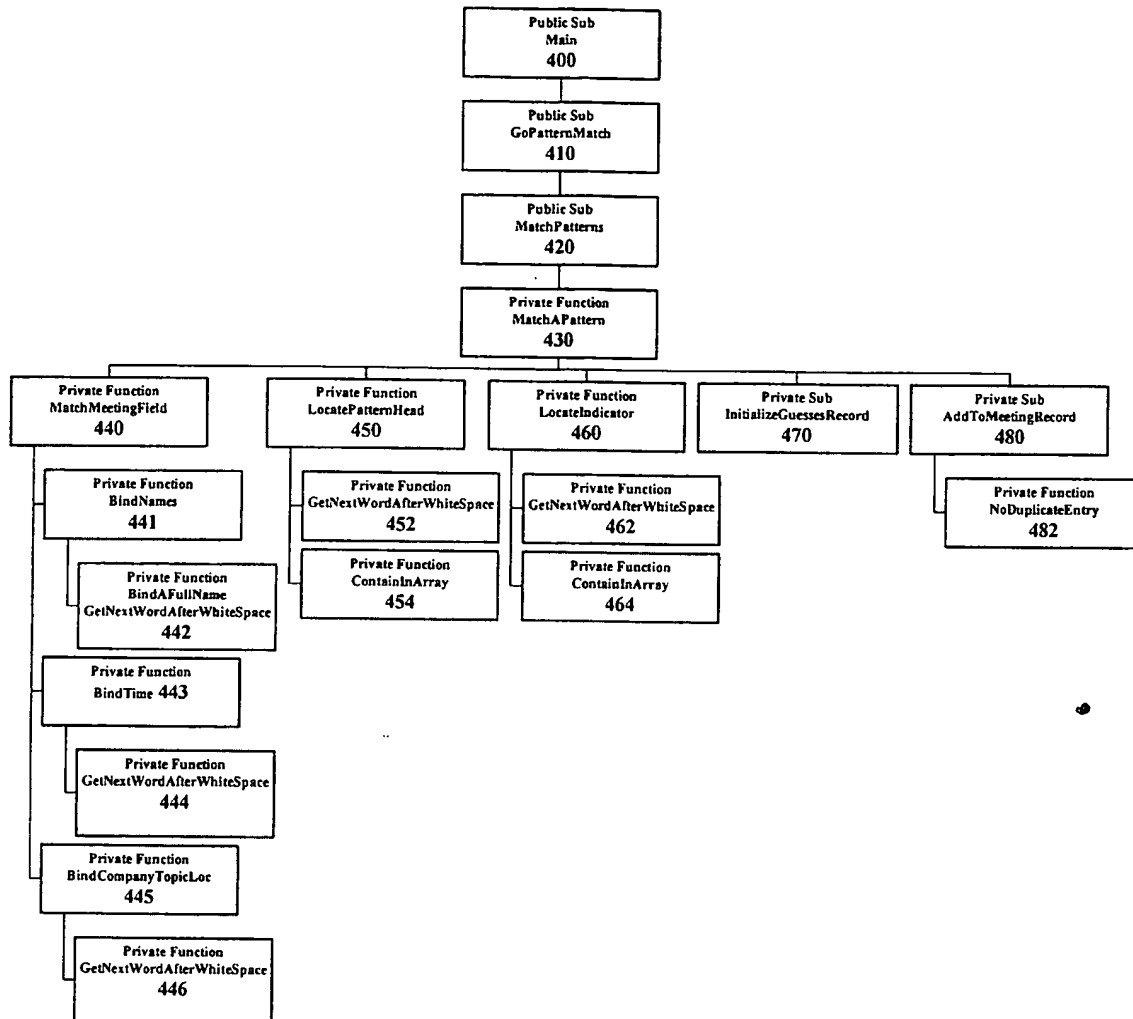 Public Sub
Main
400
Public Sub
GoPatternMatch
410
Public Sub
MatchPatterns
420
Private Function
MatchAPattern
430
Private Function
MatchMeetingField
440
Private Function
LocatePatternHead
450
Private Function
LocateIndicator
460
Private Sub
InitializeGuessesRecord
470
Private Sub
AddToMeetingRecord
480
Private Function
BindNames
441
Private Function
GetNextWordAfterWhiteSpace
452
Private Function
GetNextWordAfterWhiteSpace
462
Private Function
NoDuplicateEntry
482
Private Function
BindAFullName
GetNextWordAfterWhiteSpace
442
Private Function
ContainInArray
454
Private Function
ContainInArray
464
Private Function
BindTime 443
Private Function
GetNextWordAfterWhiteSpace
444
Private Function
BindCompanyTopicLoc
445
Private Function
GetNextWordAfterWhiteSpace
446